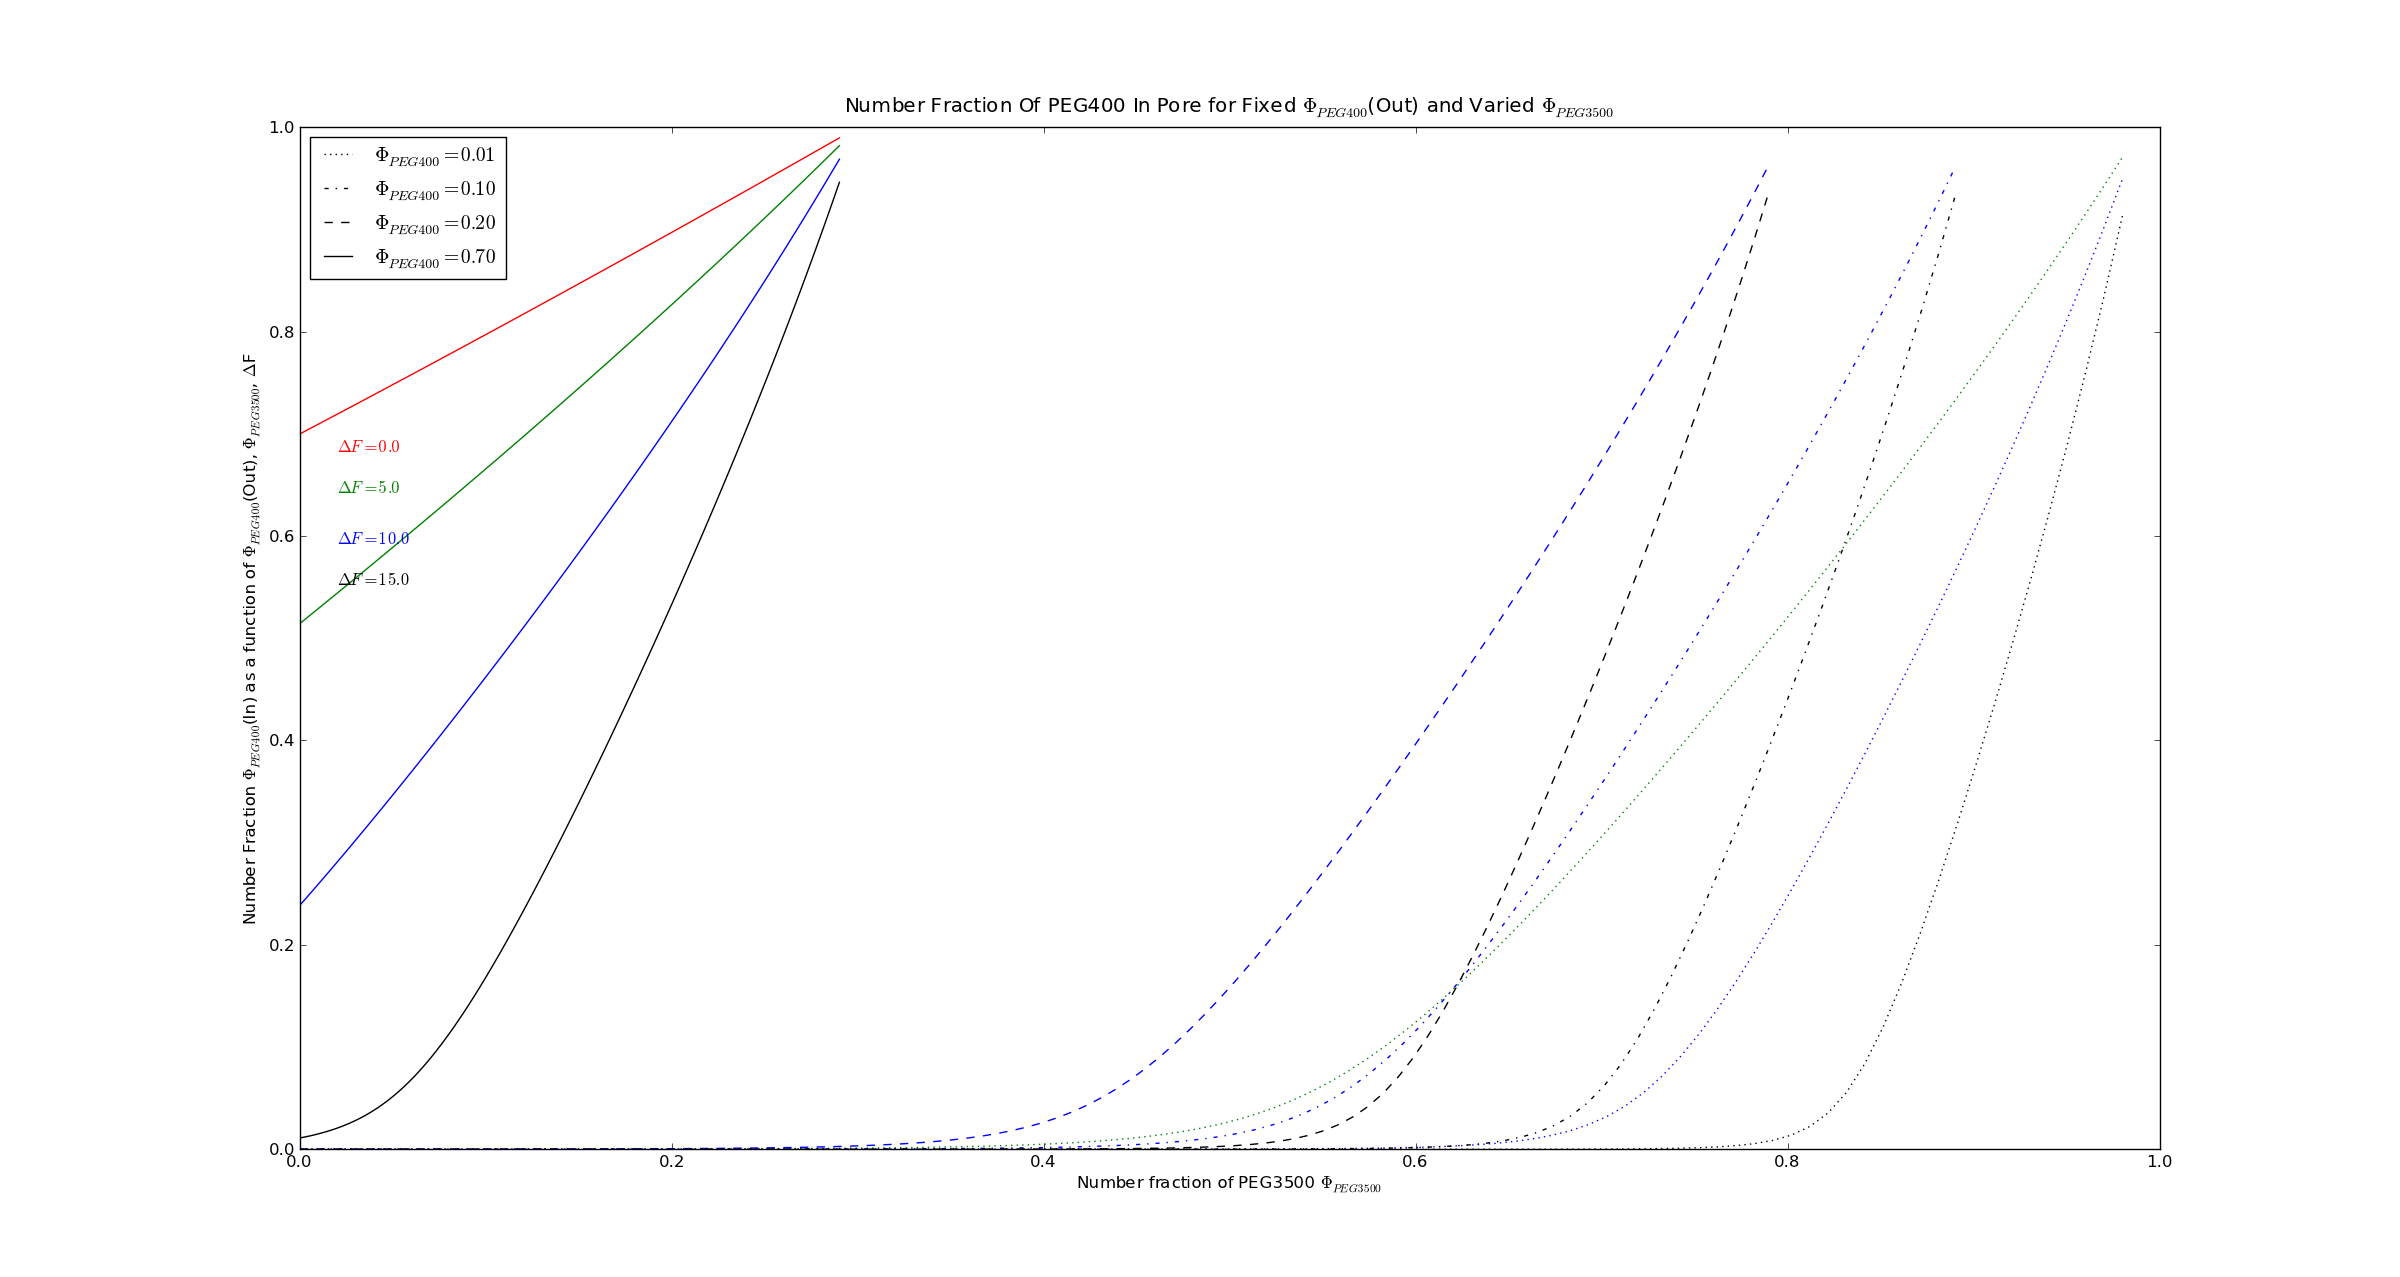 Number Fraction Of PEG400 In Pore for Fixed Φ_PEG400(Out) and Varied Φ_PEG3500
Number Fraction Φ_PEG400(In) as a function of Φ_PEG400(Out), Φ_PEG3500, ΔF
1.0
0.8
0.6
0.4
0.2
0.0
Φ_PEG400 = 0.01
Φ_PEG400 = 0.10
Φ_PEG400 = 0.20
Φ_PEG400 = 0.70
ΔF = 0.0
ΔF = 5.0
ΔF = 10.0
ΔF = 15.0
0.0 0.2 0.4 0.6 0.8 1.0
Number fraction of PEG3500 Φ_PEG3500